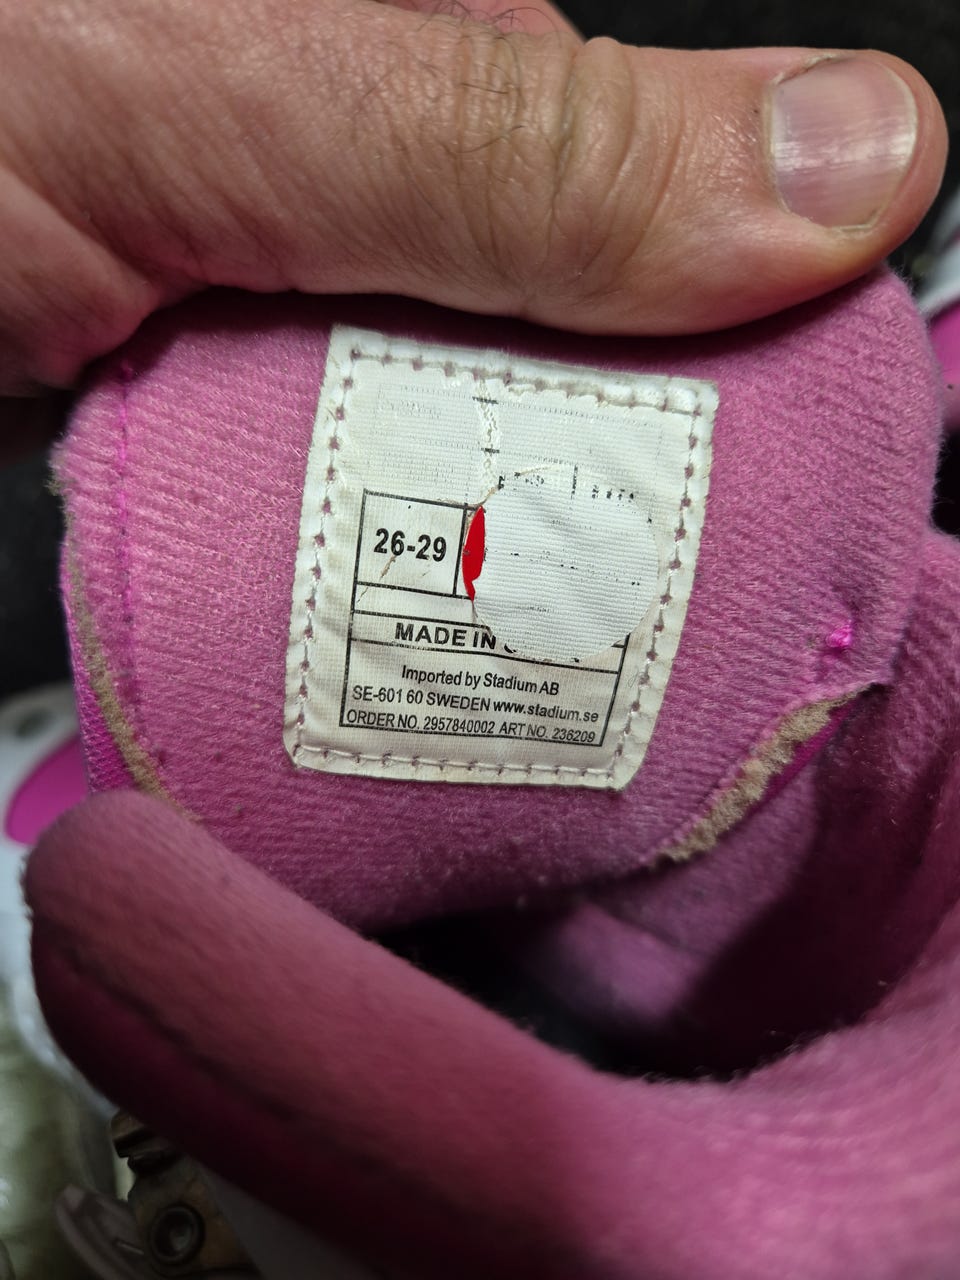 26-29
MADE IN
Imported by Stadium AB
SE-601 60 SWEDEN www.stadium.se
ORDER NO. 2957840002 ART NO. 236209